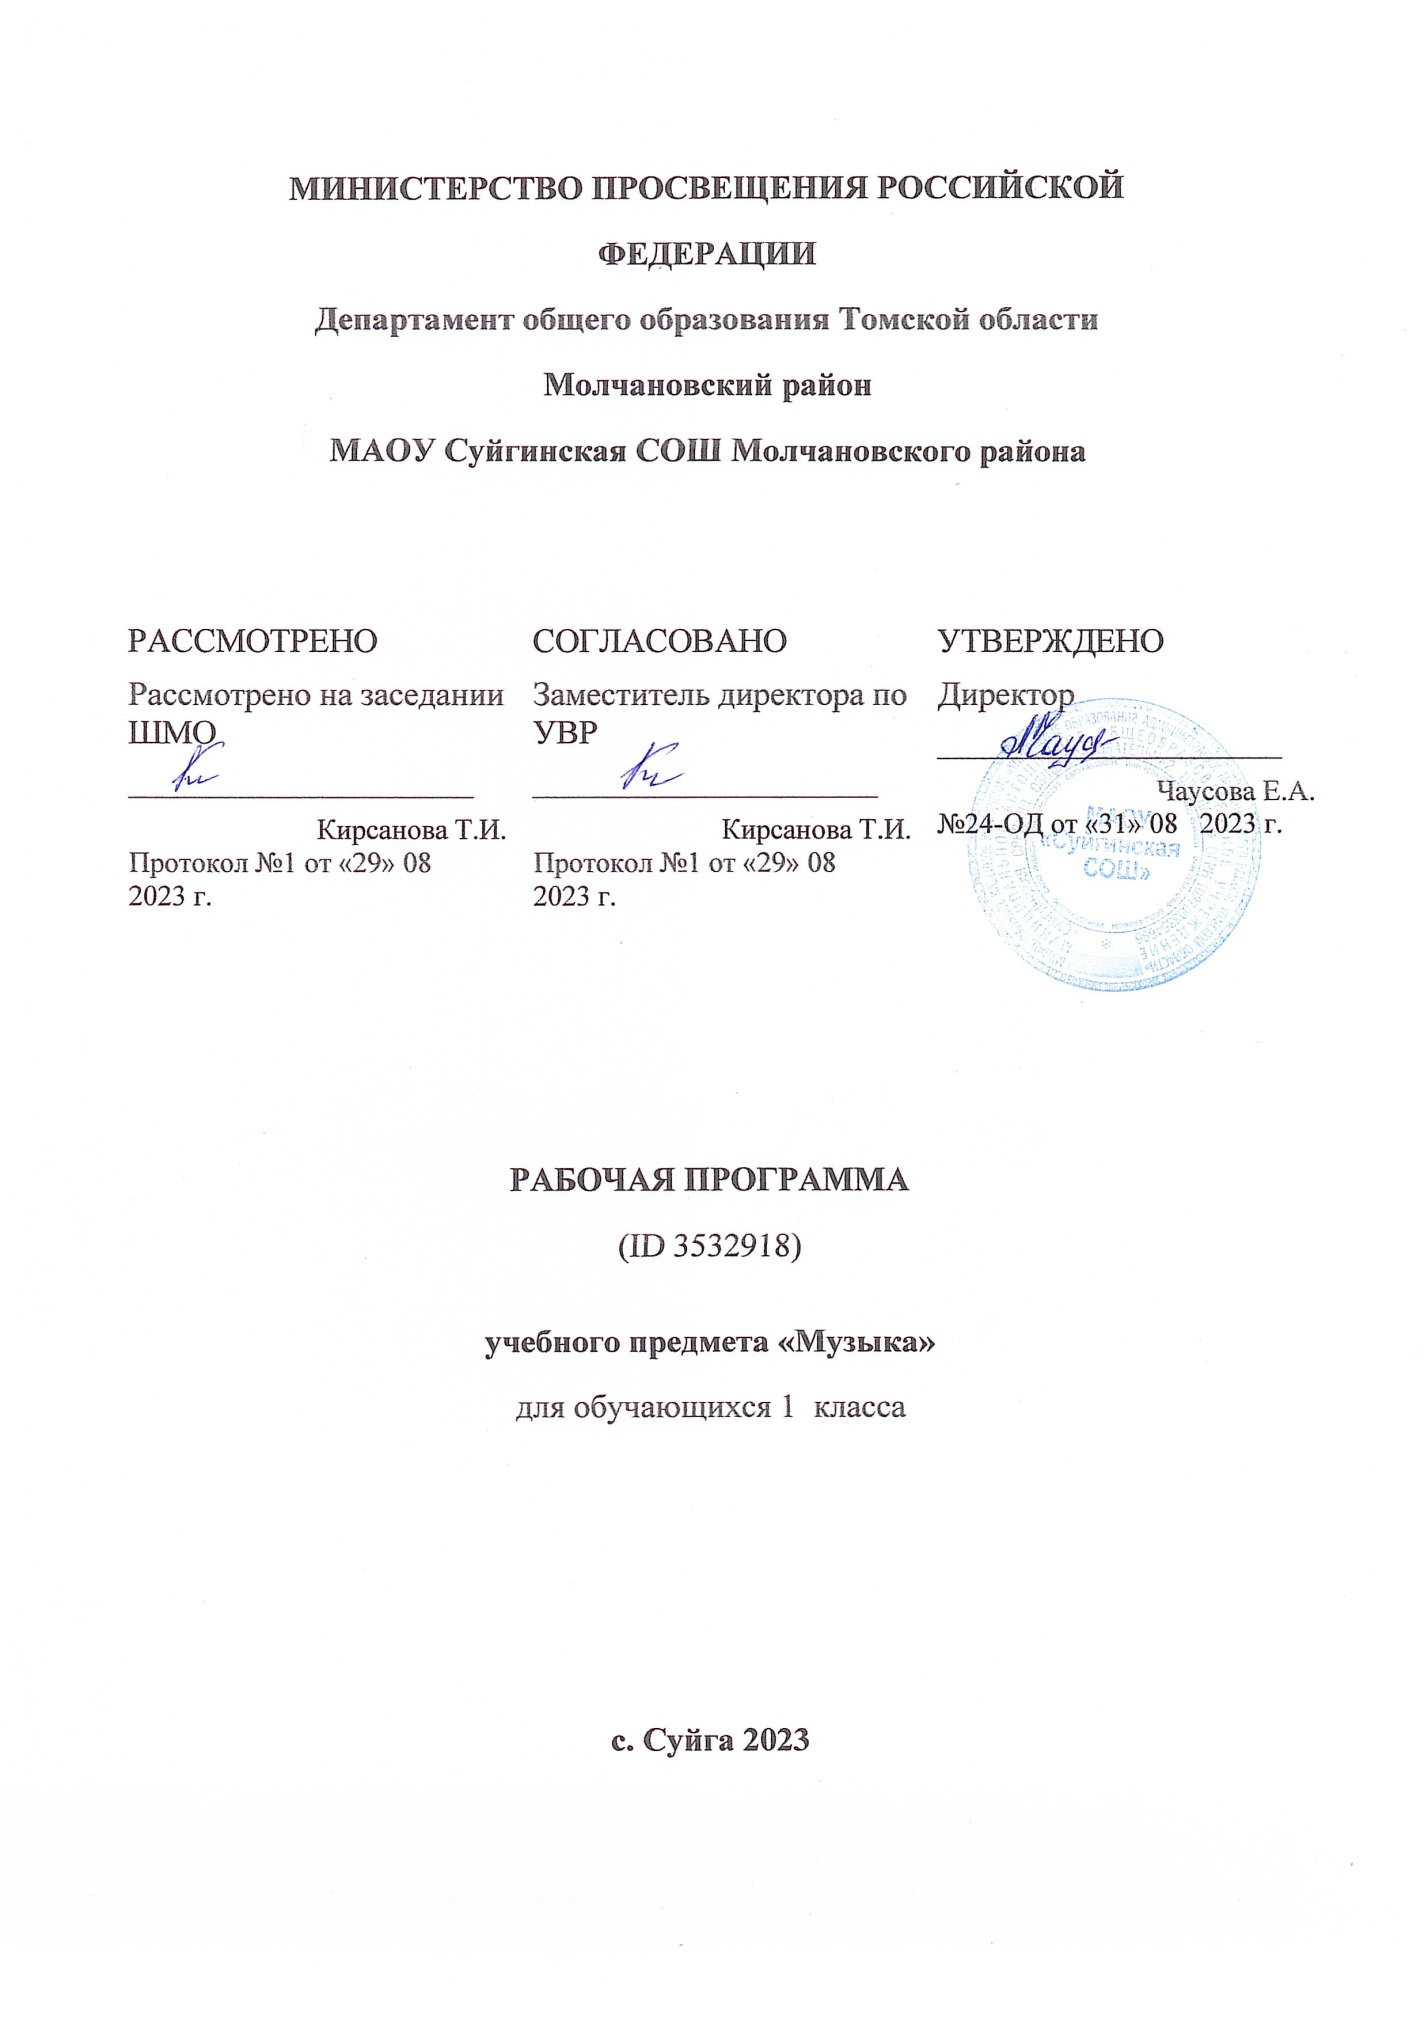 МИНИСТЕРСТВО ПРОСВЕЩЕНИЯ РОССИЙСКОЙ
ФЕДЕРАЦИИ
Департамент общего образования Томской области
Молчановский район
МАОУ Суйгинская СОШ Молчановского района
РАССМОТРЕНО
Рассмотрено на заседании
ШМО
Кирсанова Т.И.
Протокол №1 от «29» 08
2023 г.
СОГЛАСОВАНО
Заместитель директора по
УВР
Кирсанова Т.И.
Протокол №1 от «29» 08
2023 г.
УТВЕРЖДЕНО
Директор
Чаусова Е.А.
№24-ОД от «31» 08 2023 г.
МАОУ
«Суйгинская
СОШ»
РАБОЧАЯ ПРОГРАММА
(ID 3532918)
учебного предмета «Музыка»
для обучающихся 1 класса
с. Суйга 2023